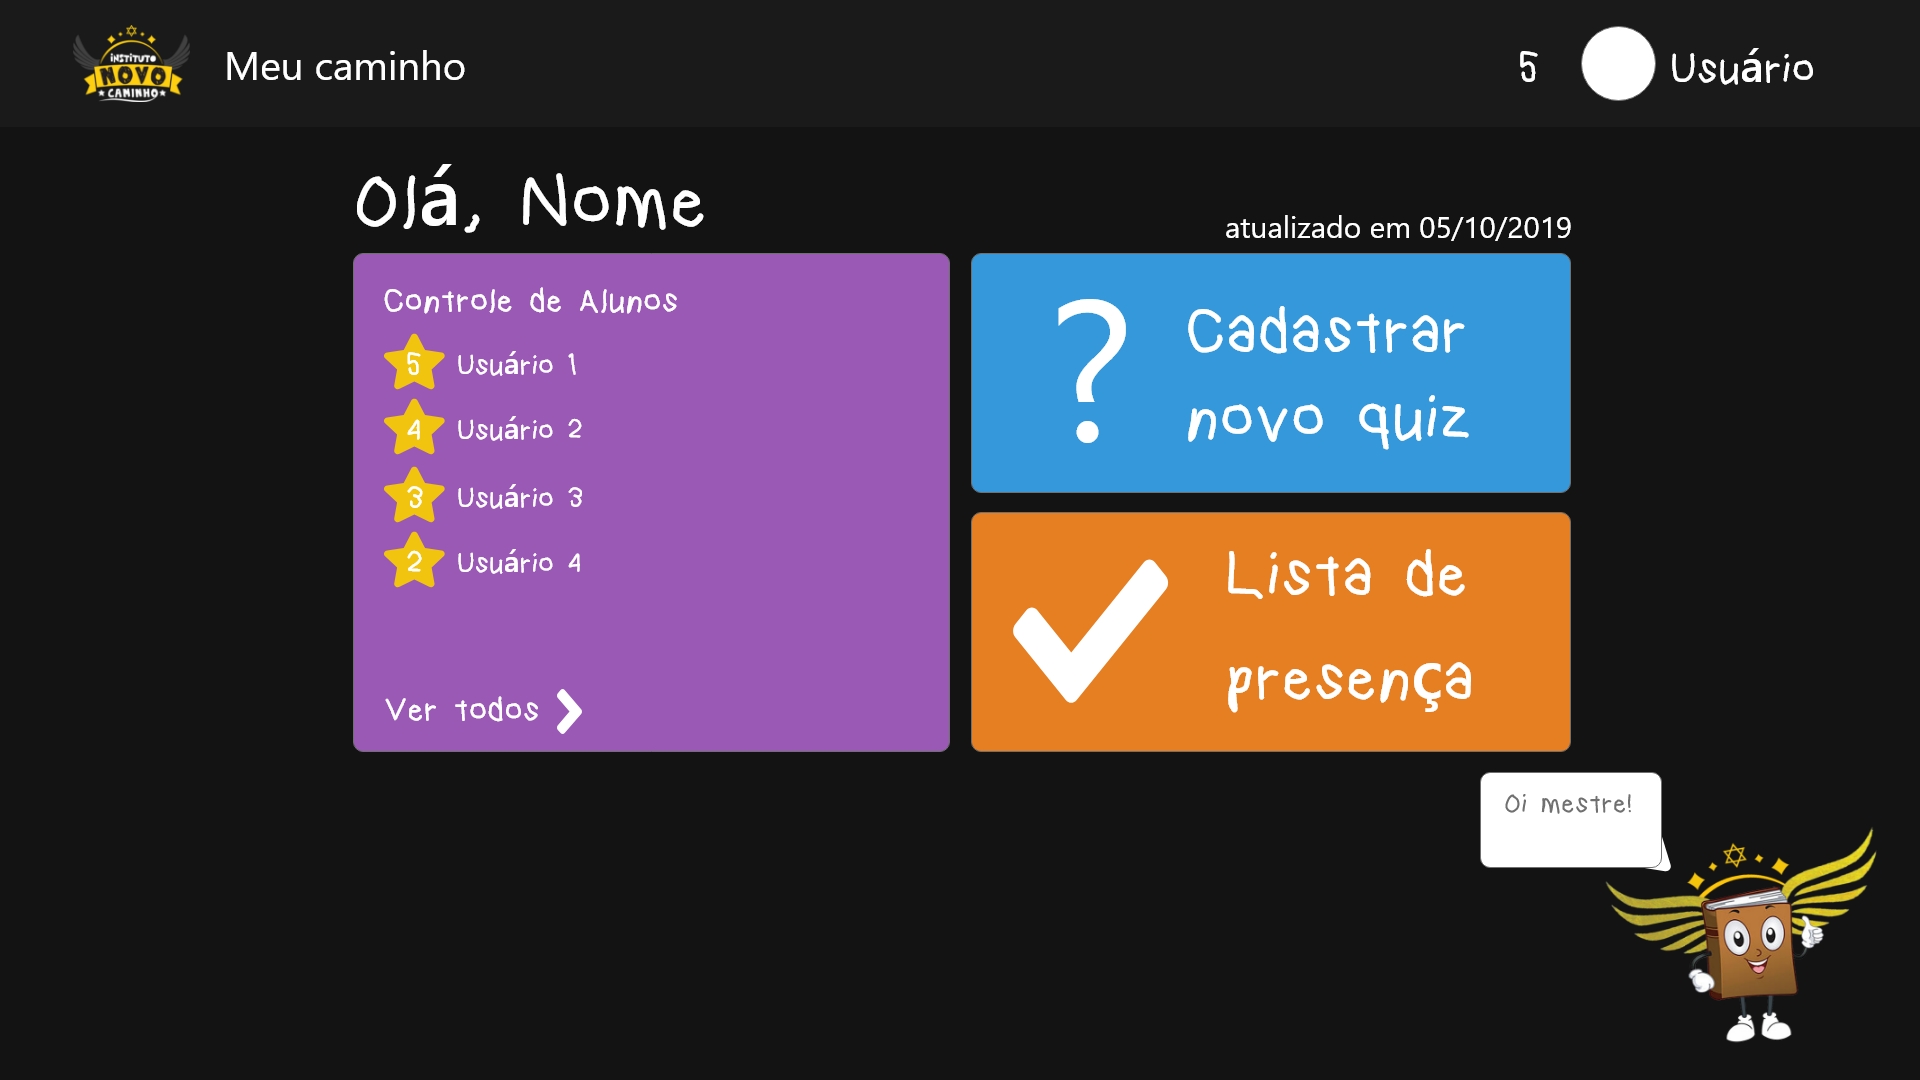 INSTITUTO
NOVO
CAMINHO
Meu caminho
5
Usuário
Olá, Nome
atualizado em 05/10/2019
Controle de Alunos
5 Usuário 1
4 Usuário 2
3 Usuário 3
2 Usuário 4
Ver todos
?
Cadastrar
novo quiz
Lista de
presença
Oi mestre!